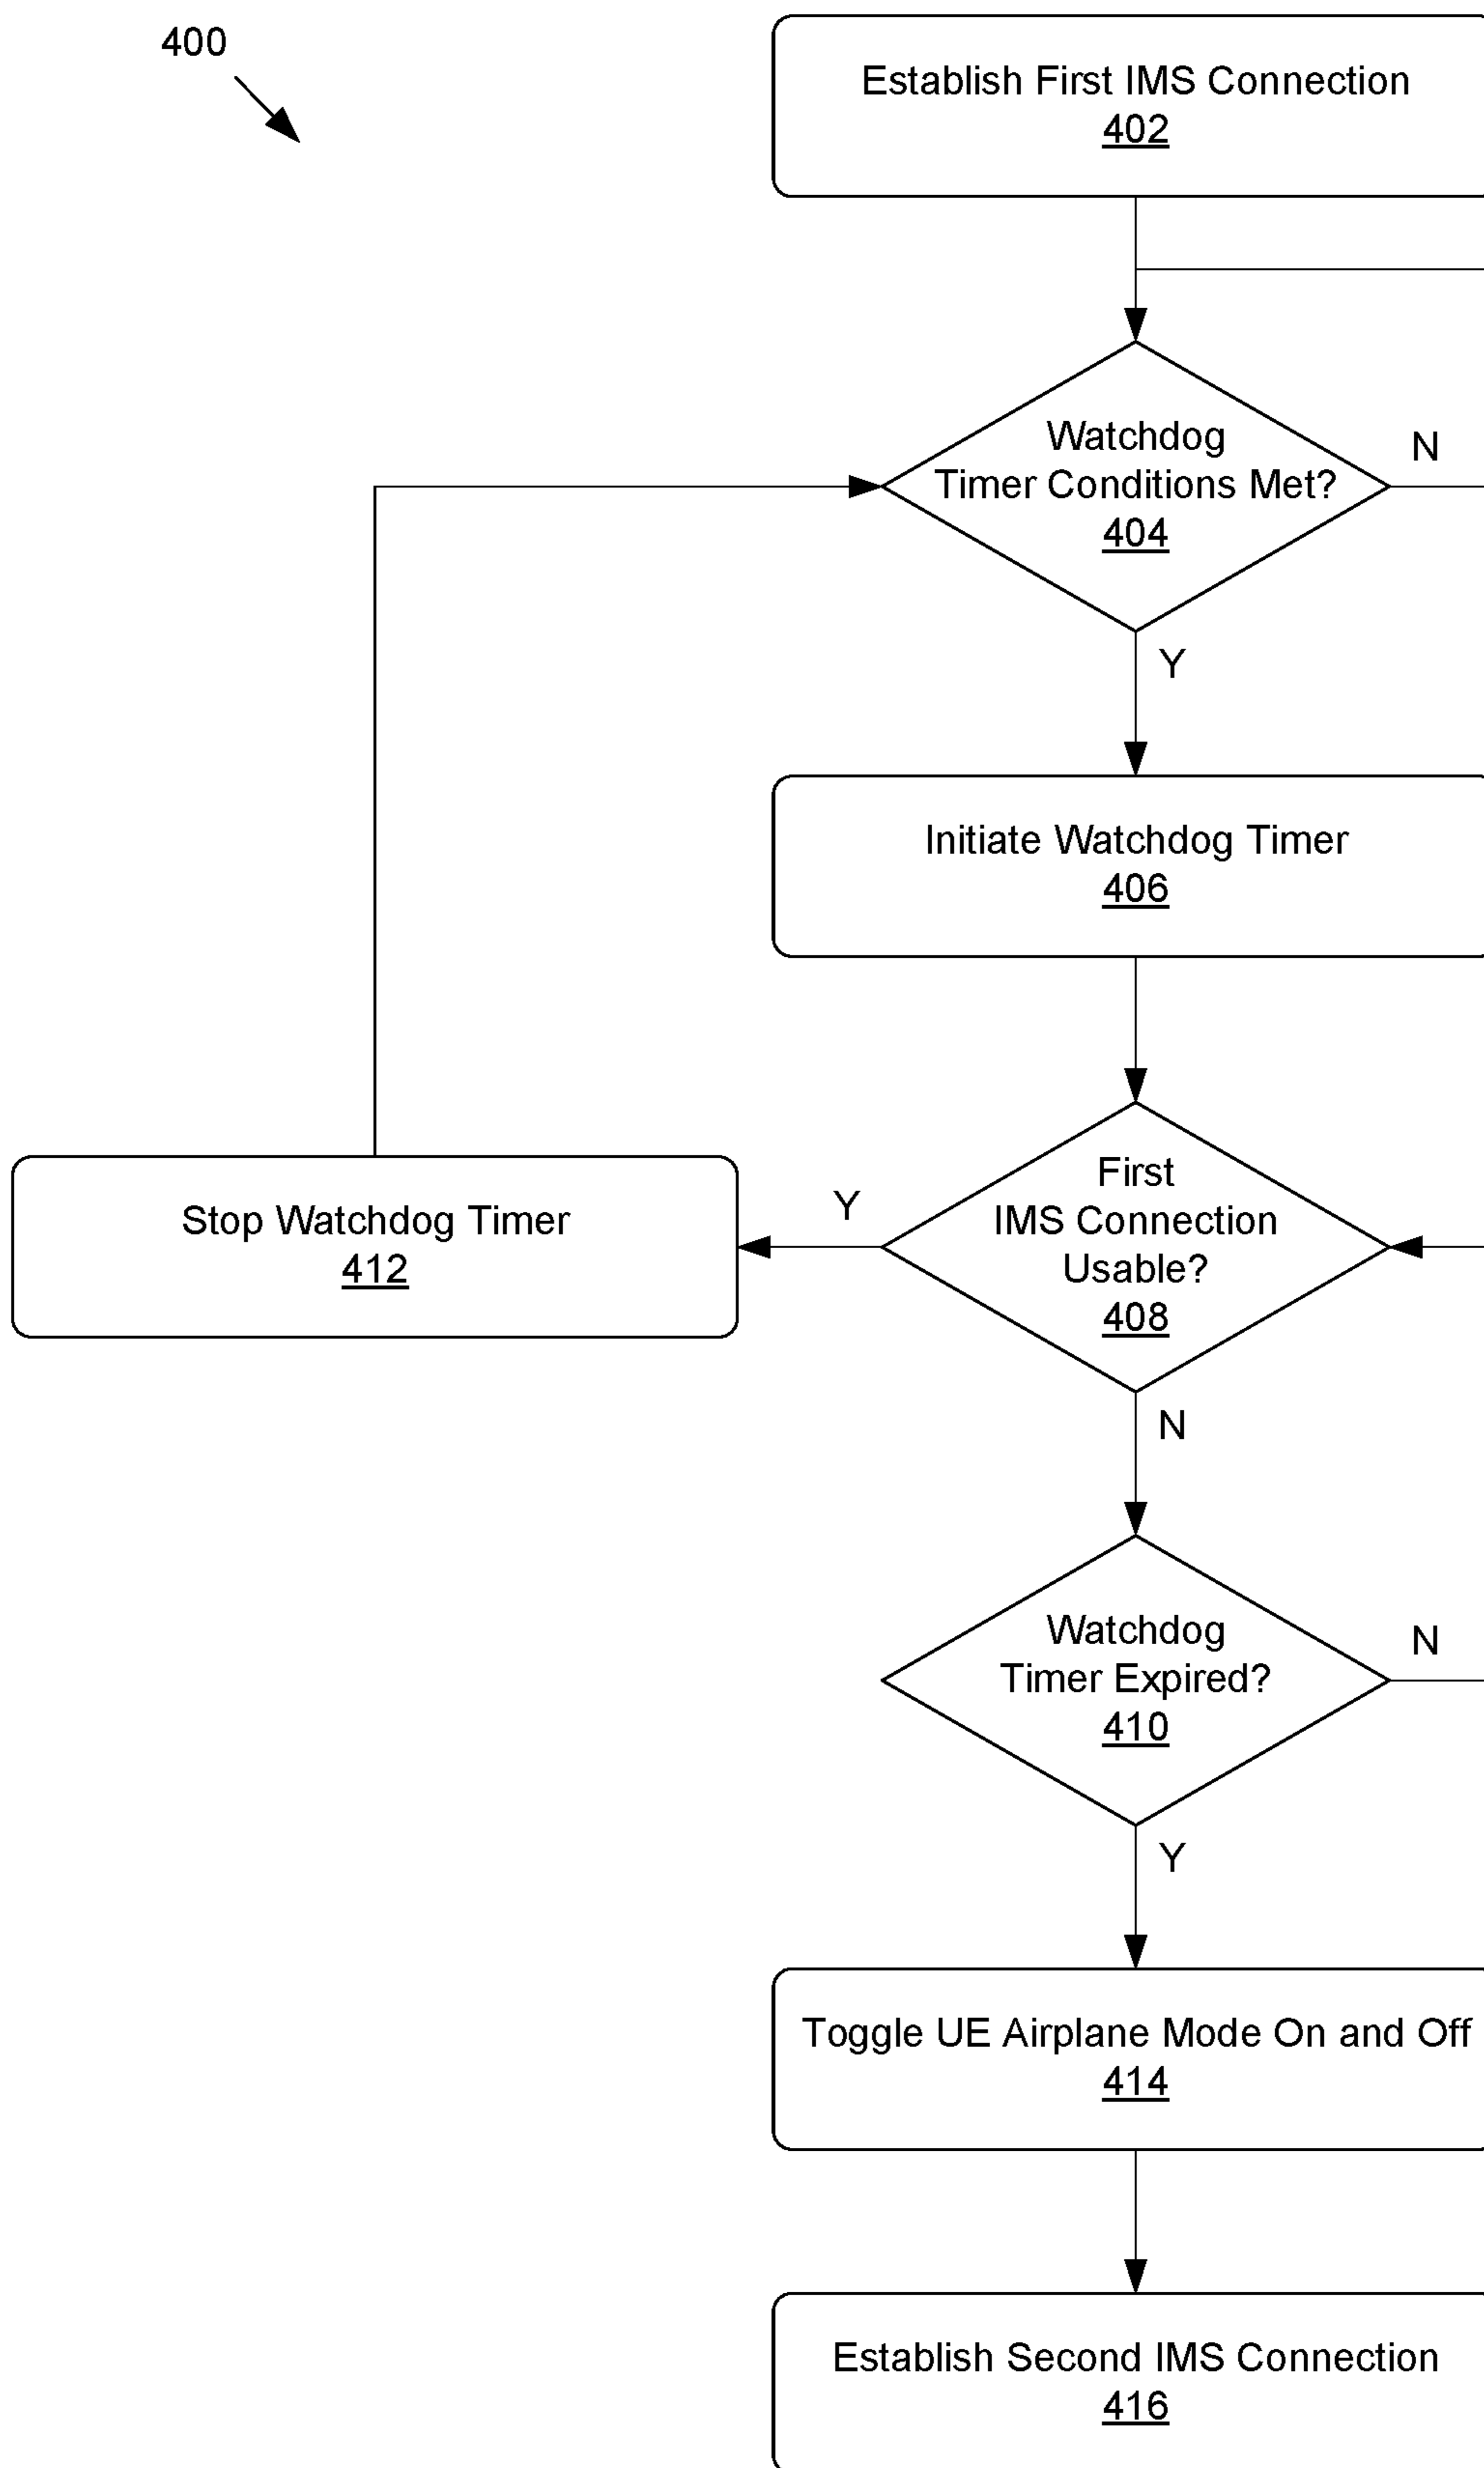 400
Establish First IMS Connection
402
Watchdog
Timer Conditions Met?
404
N
Y
Initiate Watchdog Timer
406
First
IMS Connection
Usable?
408
Y
Stop Watchdog Timer
412
N
Watchdog
Timer Expired?
410
N
Y
Toggle UE Airplane Mode On and Off
414
Establish Second IMS Connection
416